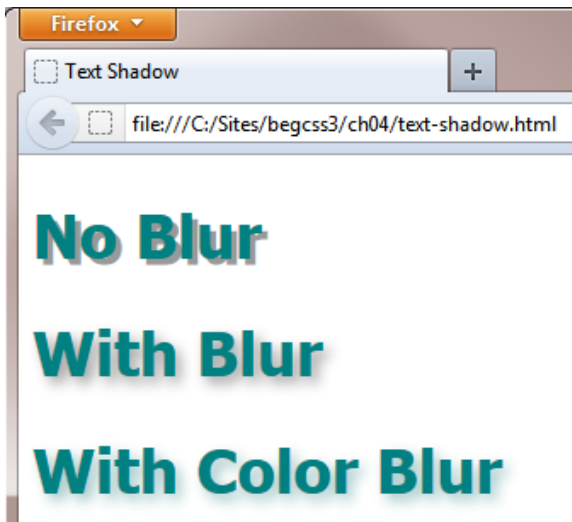 Firefox
Text Shadow
file:///C:/Sites/begcss3/ch04/text-shadow.html
No Blur
With Blur
With Color Blur